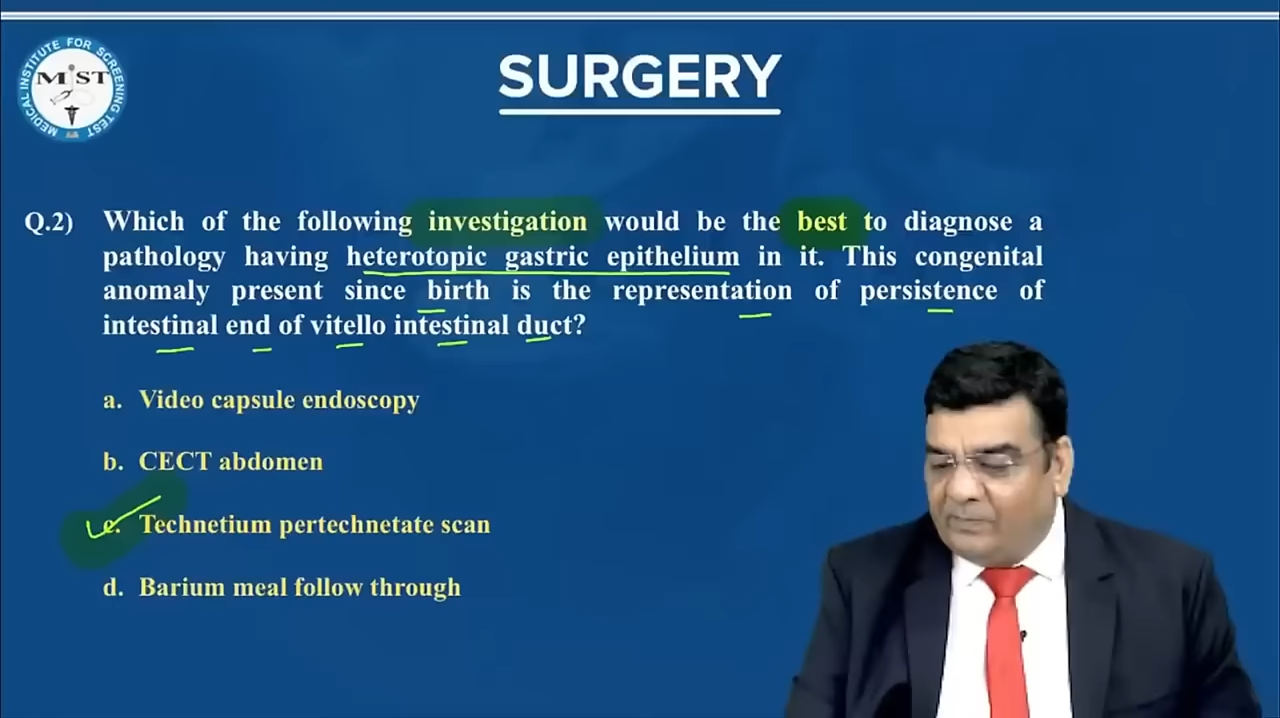 MEDICAL INSTITUTE FOR SCREENING TEST
MIST
SURGERY
Q.2) Which of the following investigation would be the best to diagnose a
pathology having heterotopic gastric epithelium in it. This congenital
anomaly present since birth is the representation of persistence of
intestinal end of vitello intestinal duct?
a. Video capsule endoscopy
b. CECT abdomen
c. Technetium pertechnetate scan
d. Barium meal follow through